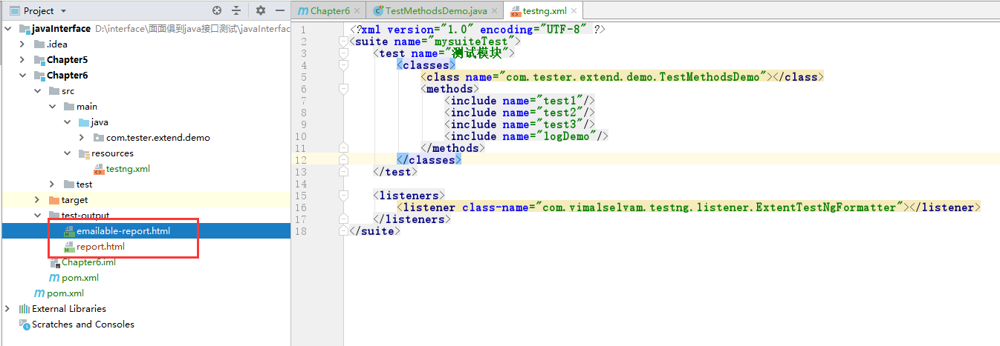 Project
Chapter6
TestMethodsDemo.java
testng.xml
javaInterface D:\interface\面面俱到java接口测试\javaInterfac
.idea
Chapter5
Chapter6
src
main
java
com.tester.extend.demo
resources
testng.xml
test
target
test-output
emailable-report.html
report.html
Chapter6.iml
pom.xml
pom.xml
External Libraries
Scratches and Consoles
1 <?xml version="1.0" encoding="UTF-8" ?>
2 <suite name="mysuiteTest">
3 <test name="测试模块">
4 <classes>
5 <class name="com.tester.extend.demo.TestMethodsDemo"></class>
6 <methods>
7 <include name="test1"/>
8 <include name="test2"/>
9 <include name="test3"/>
10 <include name="logDemo"/>
11 </methods>
12 </classes>
13 </test>
14
15 <listeners>
16 <listener class-name="com.vimalselvam.testng.listener.ExtentTestNgFormatter"></listener>
17 </listeners>
18 </suite>